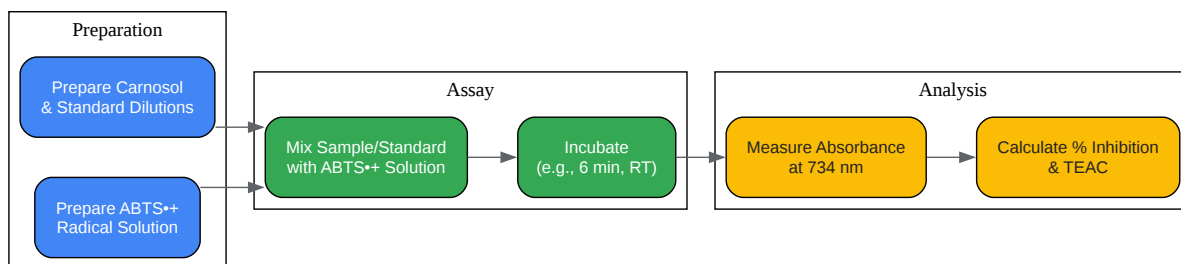 Preparation
Prepare Carnosol
& Standard Dilutions
Prepare ABTS•+
Radical Solution
Assay
Mix Sample/Standard
with ABTS•+ Solution
Incubate
(e.g., 6 min, RT)
Analysis
Measure Absorbance
at 734 nm
Calculate % Inhibition
& TEAC